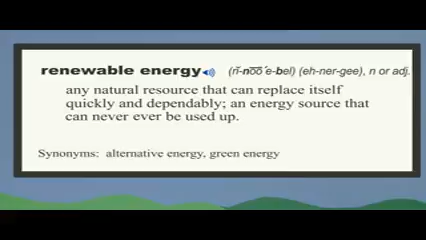 renewable energy (rĭ-nōō´e-bel) (eh-ner-gee), n or adj.
any natural resource that can replace itself
quickly and dependably; an energy source that
can never ever be used up.
Synonyms: alternative energy, green energy